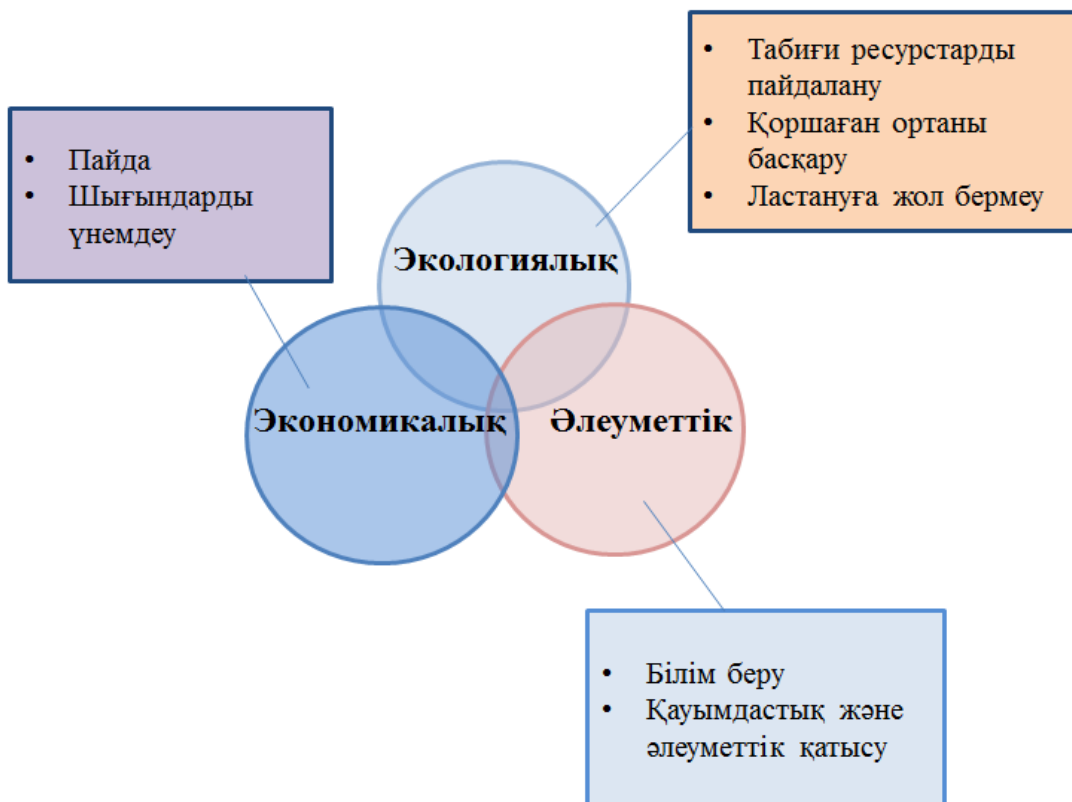 • Табиғи ресурстарды
пайдалану
• Қоршаған ортаны
басқару
• Ластануға жол бермеу
• Пайда
• Шығындарды
үнемдеу
Экологиялық
Экономикалық
Әлеуметтік
• Білім беру
• Қауымдастық және
әлеуметтік қатысу